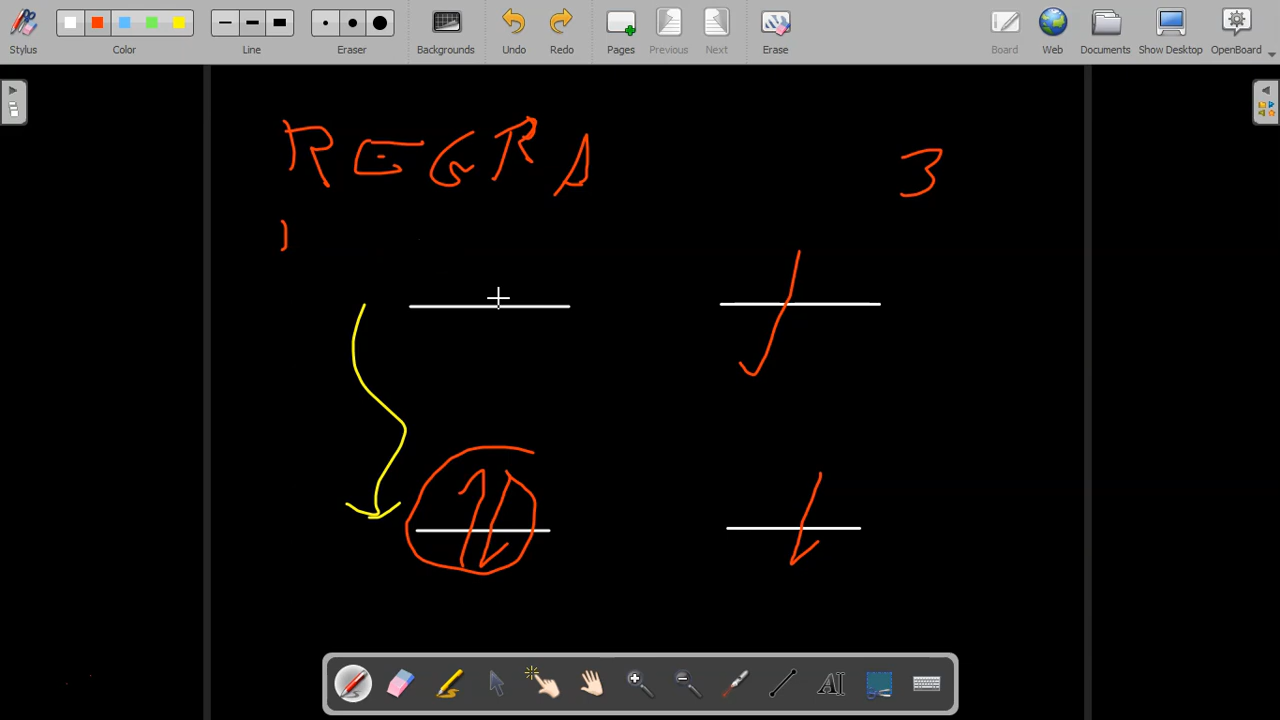 Stylus Color Line Eraser Backgrounds Undo Redo Pages Previous Next Erase Board Web Documents Show Desktop OpenBoard
3
1
AI